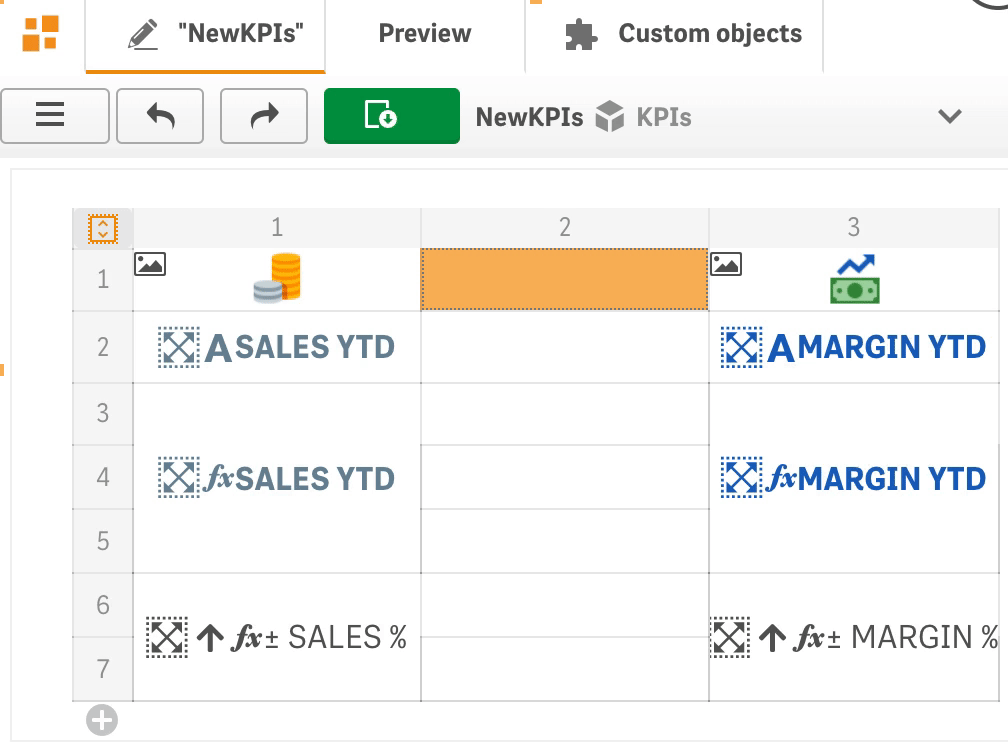 "NewKPIs" Preview Custom objects
NewKPIs KPIs
1 2 3
1
2 A SALES YTD A MARGIN YTD
3
4 fx SALES YTD fx MARGIN YTD
5
6
fx ± SALES % fx ± MARGIN %
7